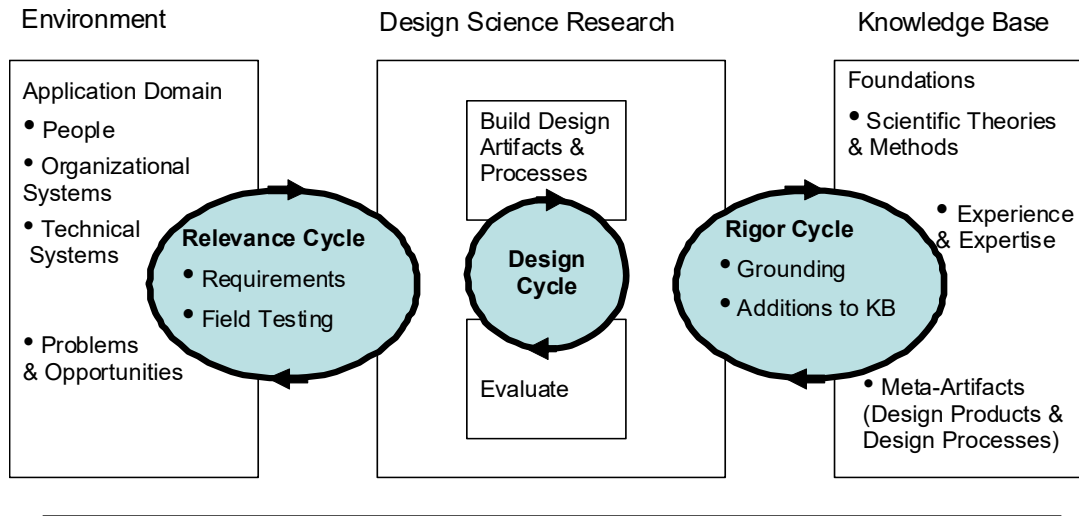 Environment
Design Science Research
Knowledge Base
Application Domain
• People
• Organizational
Systems
• Technical
Systems
• Problems
& Opportunities
Relevance Cycle
• Requirements
• Field Testing
Build Design
Artifacts &
Processes
Design
Cycle
Evaluate
Rigor Cycle
• Grounding
• Additions to KB
Foundations
• Scientific Theories
& Methods
• Experience
& Expertise
• Meta-Artifacts
(Design Products &
Design Processes)